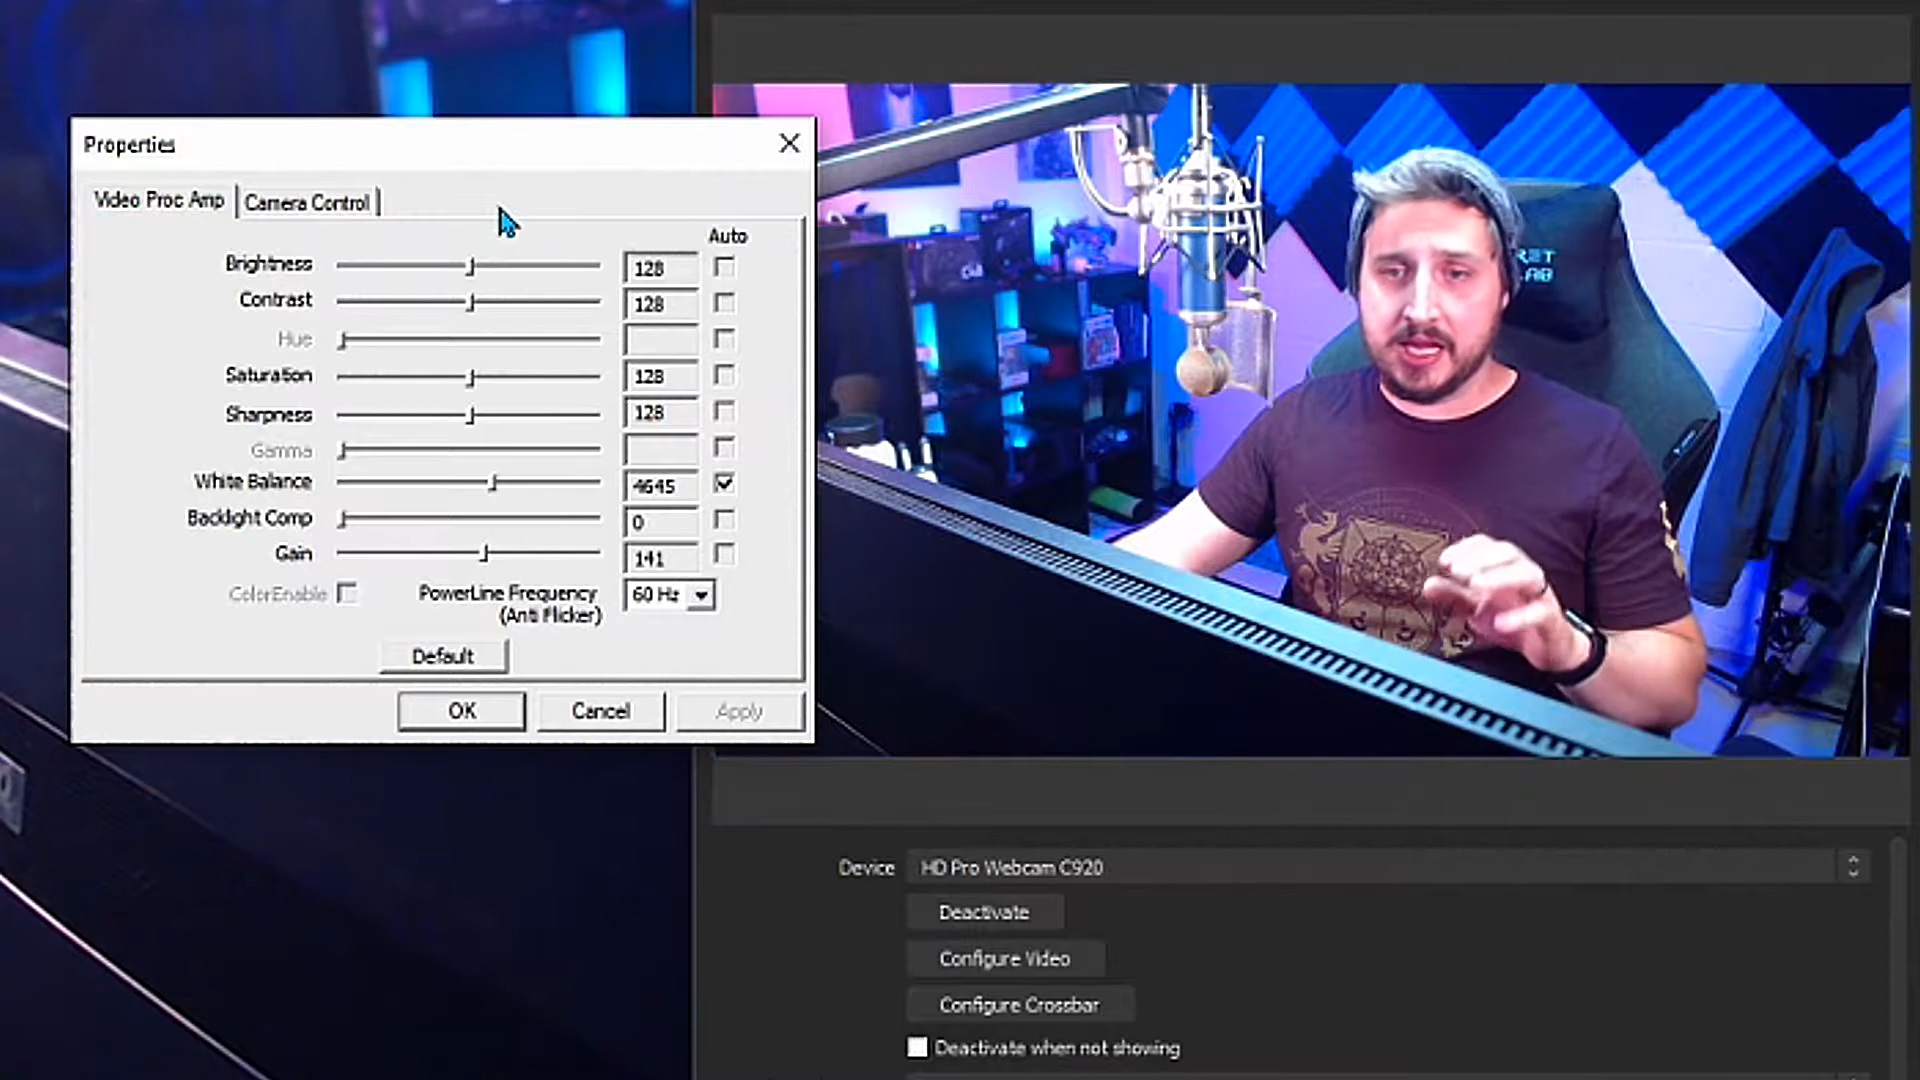 Properties
Video Proc Amp
Camera Control
Auto
Brightness 128
Contrast 128
Hue
Saturation 128
Sharpness 128
Gamma
White Balance 4645
Backlight Comp 0
Gain 141
ColorEnable
PowerLine Frequency 60 Hz
(Anti Flicker)
Default
OK Cancel Apply
Device HD Pro Webcam C920
Deactivate
Configure Video
Configure Crossbar
Deactivate when not showing